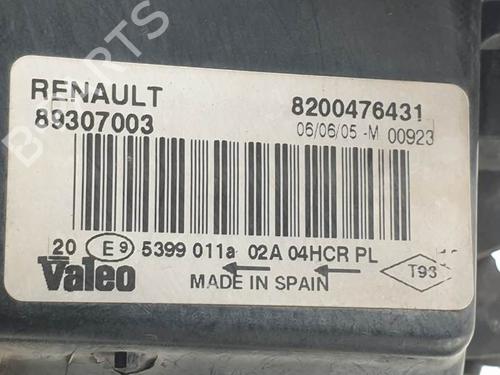 RENAULT 8200476431
89307003 06/06/05 -M 00923
20 E9 5399 011a 02A 04HCR PL
Valeo MADE IN SPAIN T93